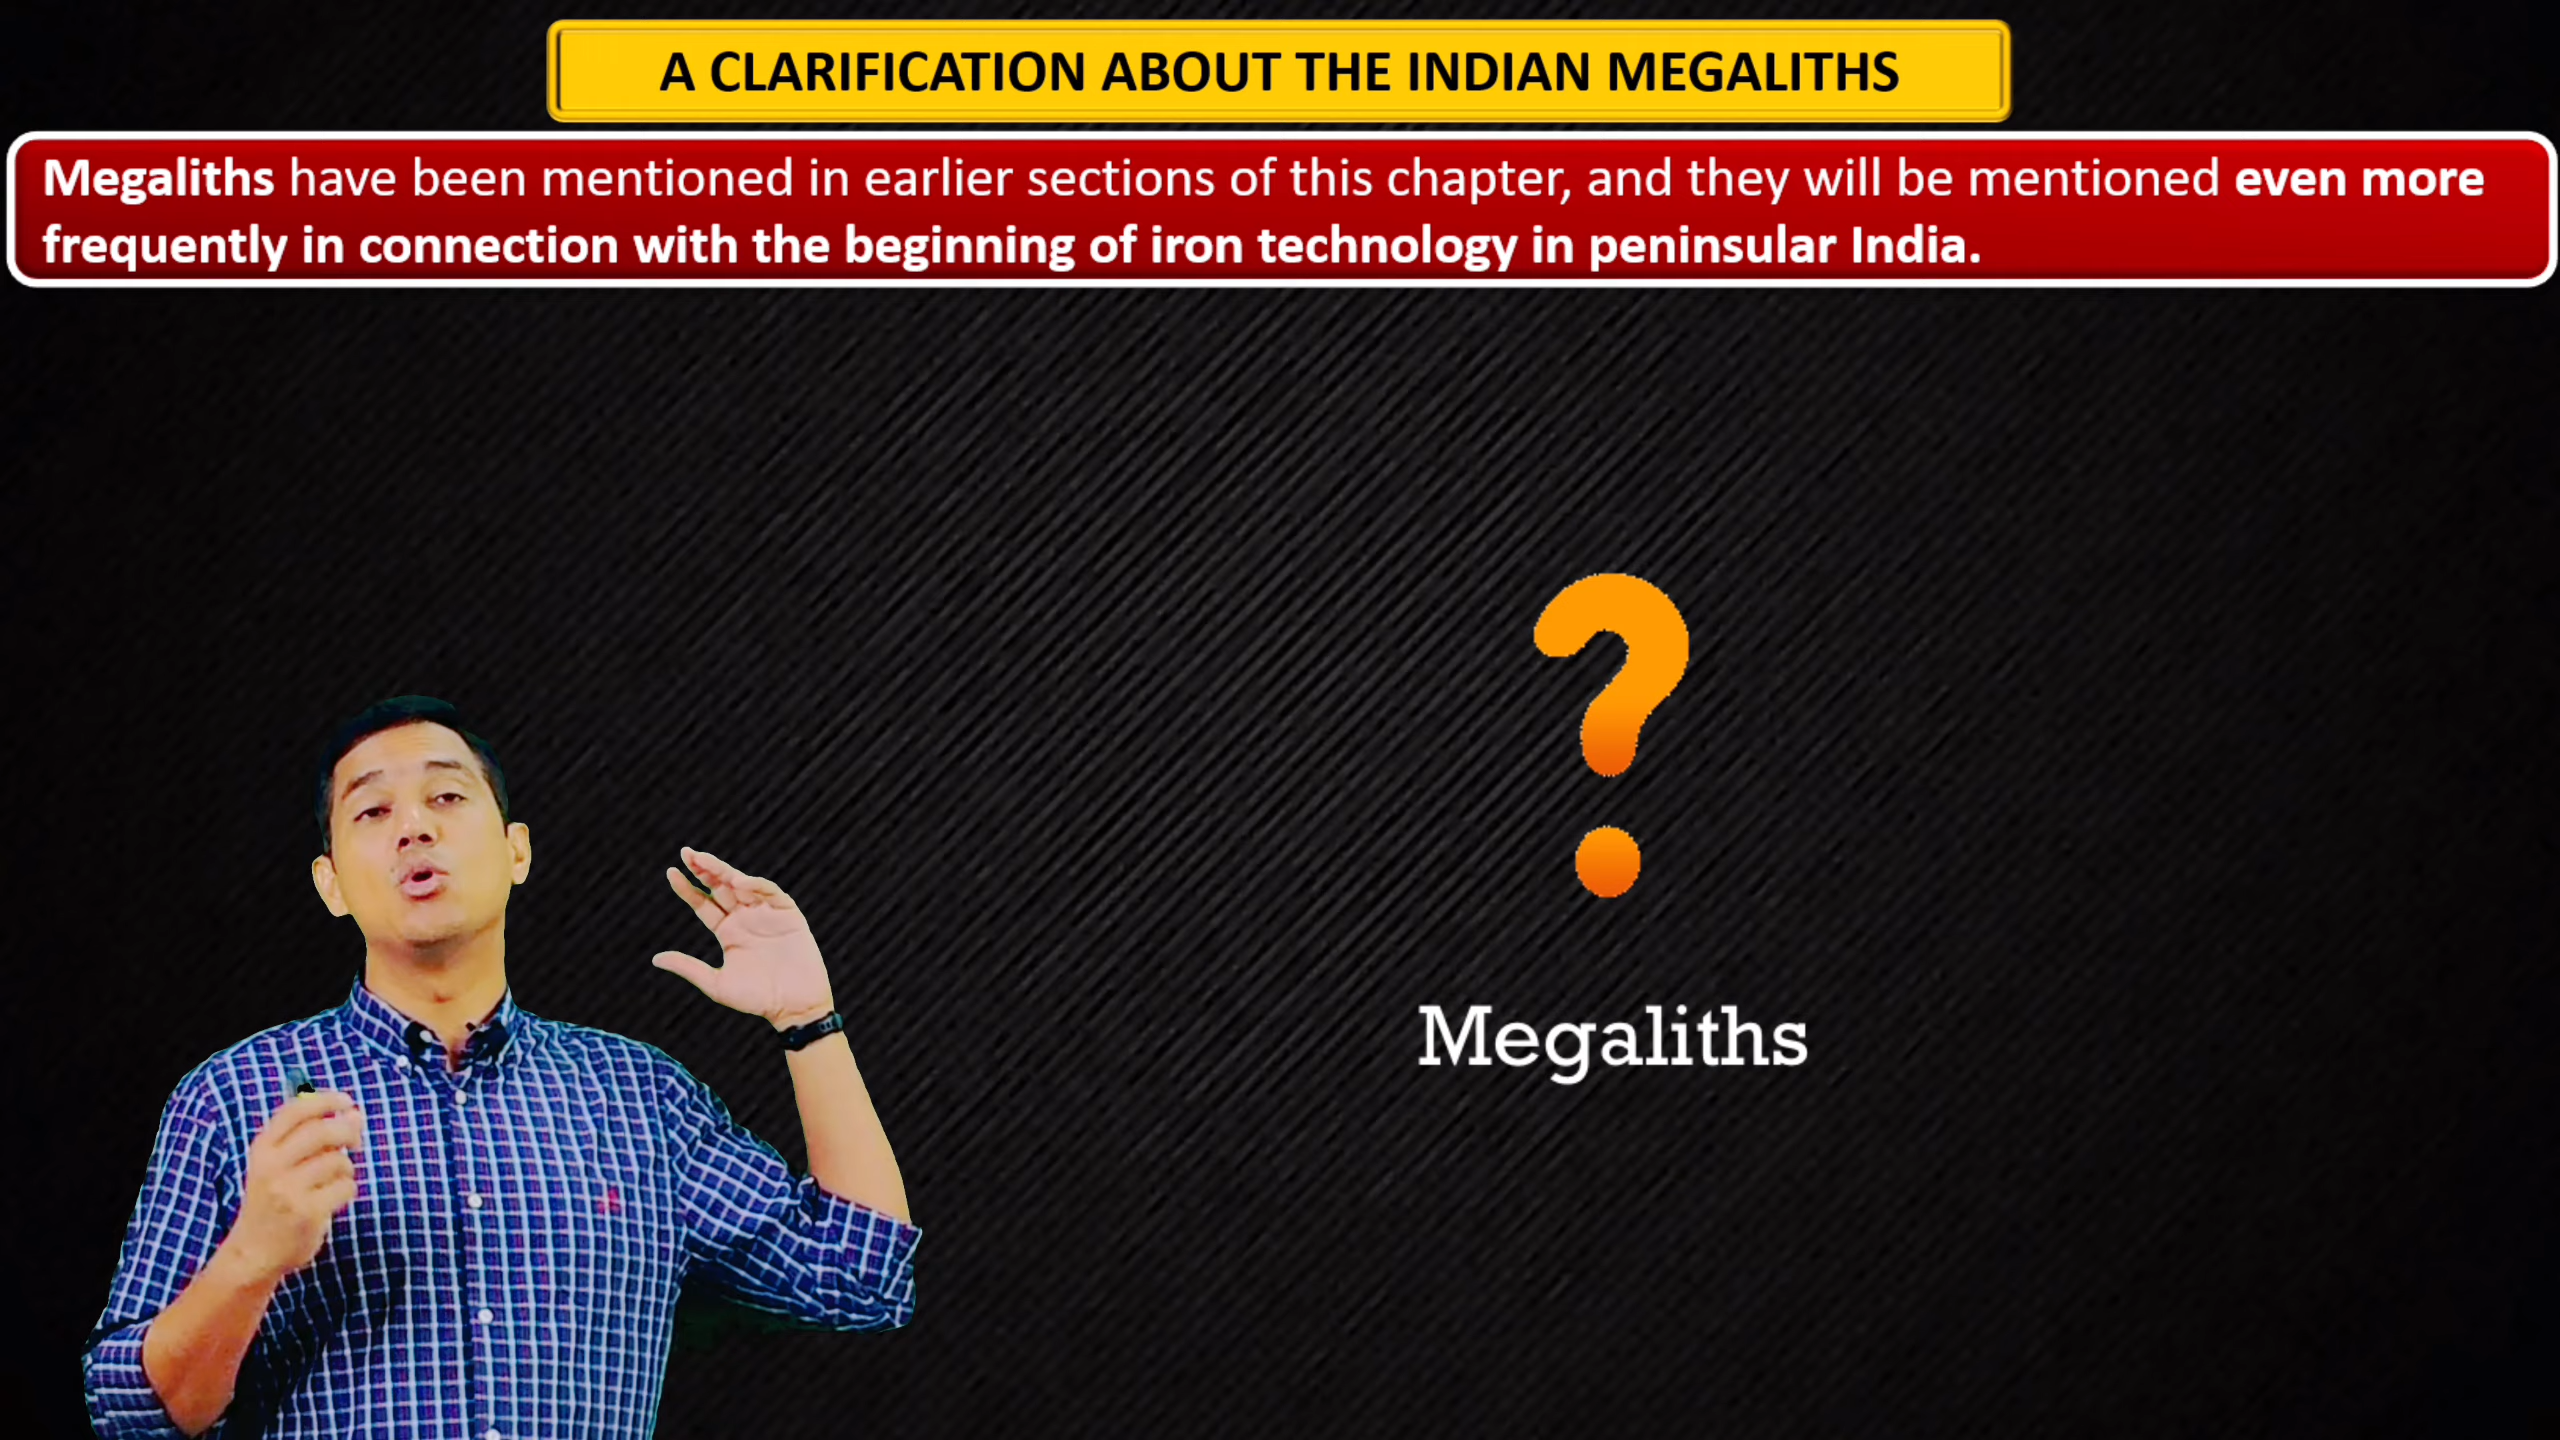 A CLARIFICATION ABOUT THE INDIAN MEGALITHS
Megaliths have been mentioned in earlier sections of this chapter, and they will be mentioned even more
frequently in connection with the beginning of iron technology in peninsular India.
?
Megaliths